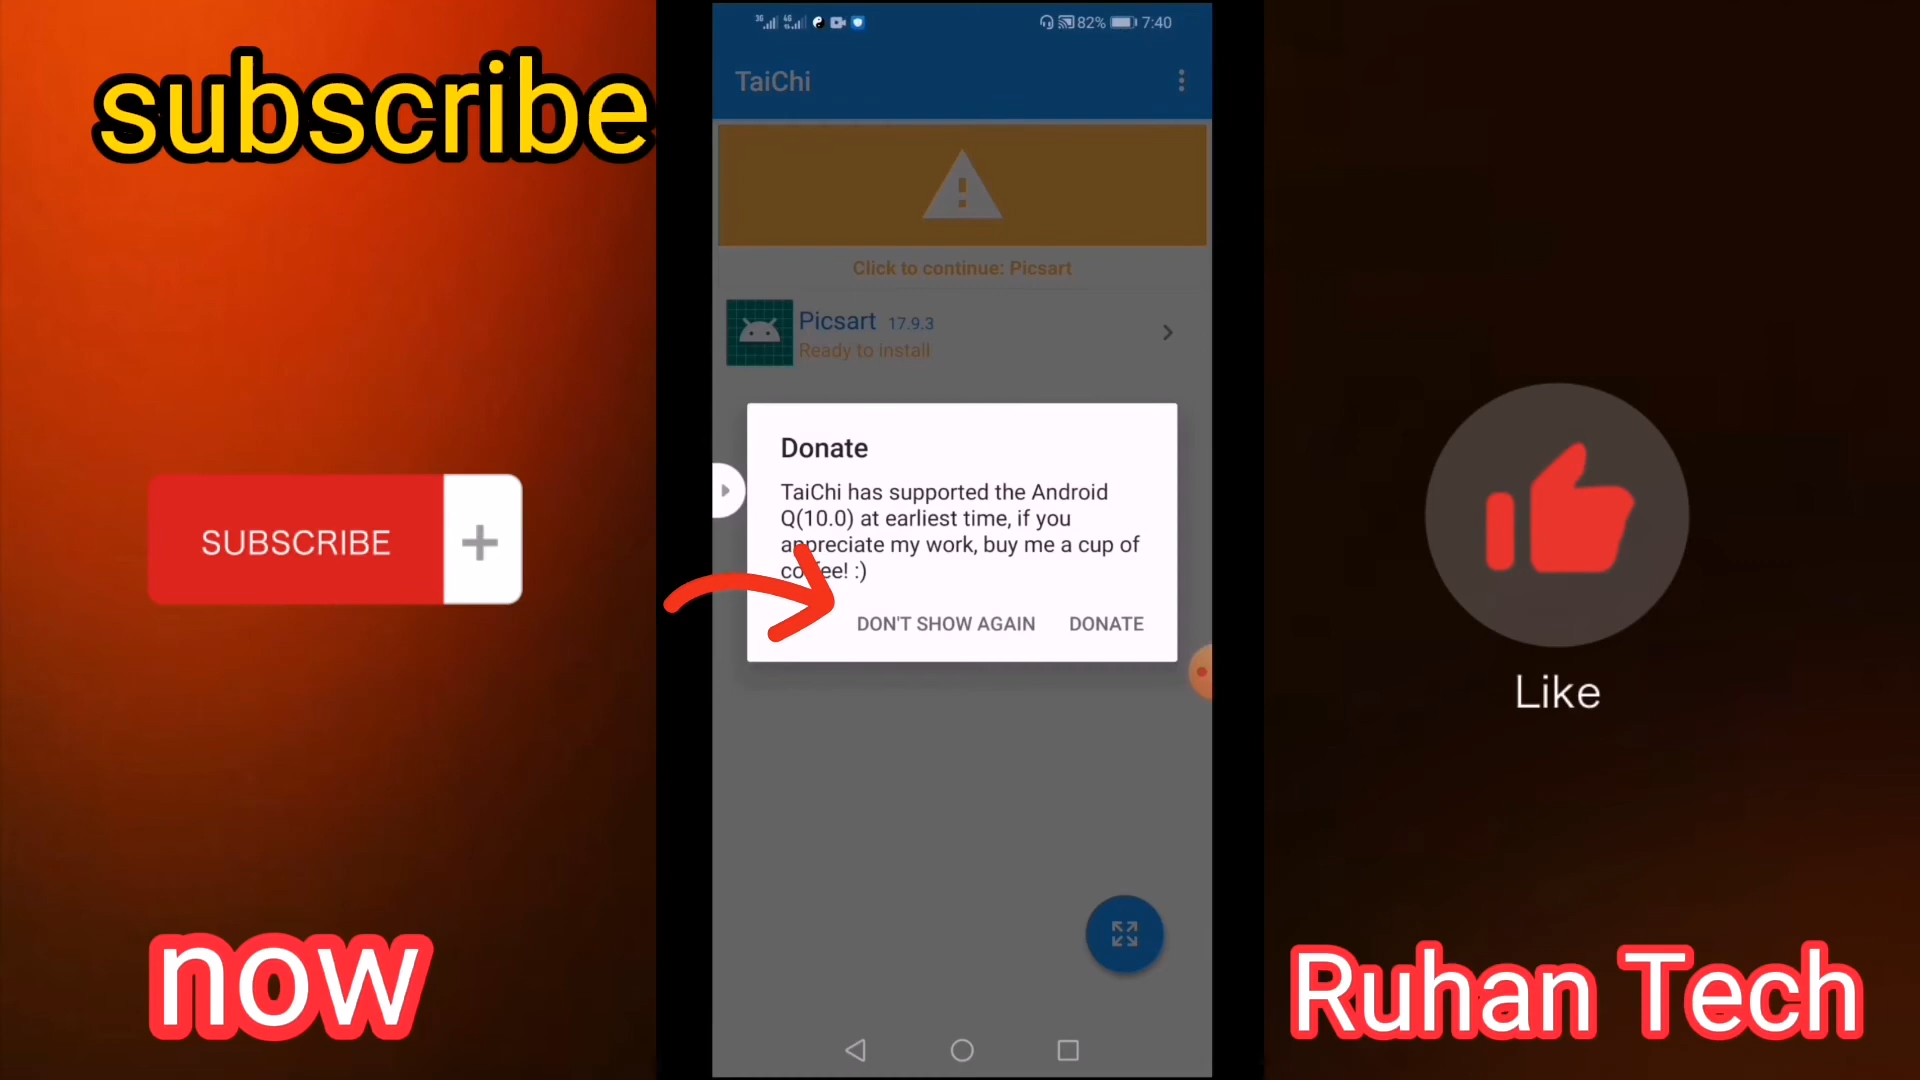 subscribe
SUBSCRIBE
now
3G 4G 82% 7:40
TaiChi
Click to continue: Picsart
Picsart 17.9.3
Ready to install
Donate
TaiChi has supported the Android
Q(10.0) at earliest time, if you
appreciate my work, buy me a cup of
coffee! :)
DON'T SHOW AGAIN DONATE
Like
Ruhan Tech